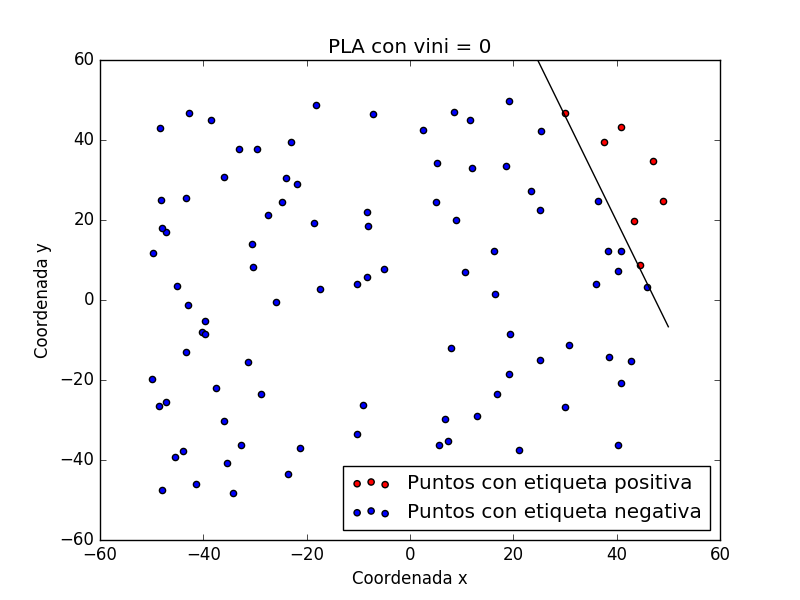 PLA con vini = 0
60
40
20
0
−20
−40
−60
−60
−40
−20
0
20
40
60
Coordenada y
Coordenada x
Puntos con etiqueta positiva
Puntos con etiqueta negativa